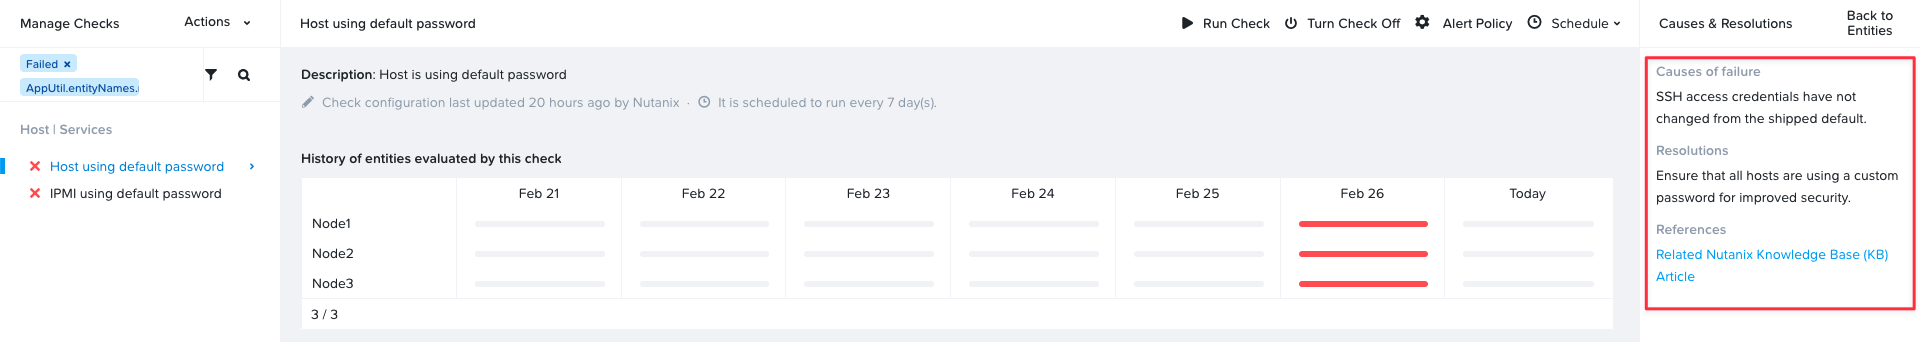 Manage Checks
Actions
Failed ×
AppUtil.entityNames.
Host | Services
Host using default password
IPMI using default password
Host using default password
Run Check
Turn Check Off
Alert Policy
Schedule
Description: Host is using default password
Check configuration last updated 20 hours ago by Nutanix · It is scheduled to run every 7 day(s).
History of entities evaluated by this check
Feb 21 Feb 22 Feb 23 Feb 24 Feb 25 Feb 26 Today
Node1
Node2
Node3
3 / 3
Causes & Resolutions
Back to
Entities
Causes of failure
SSH access credentials have not
changed from the shipped default.
Resolutions
Ensure that all hosts are using a custom
password for improved security.
References
Related Nutanix Knowledge Base (KB)
Article